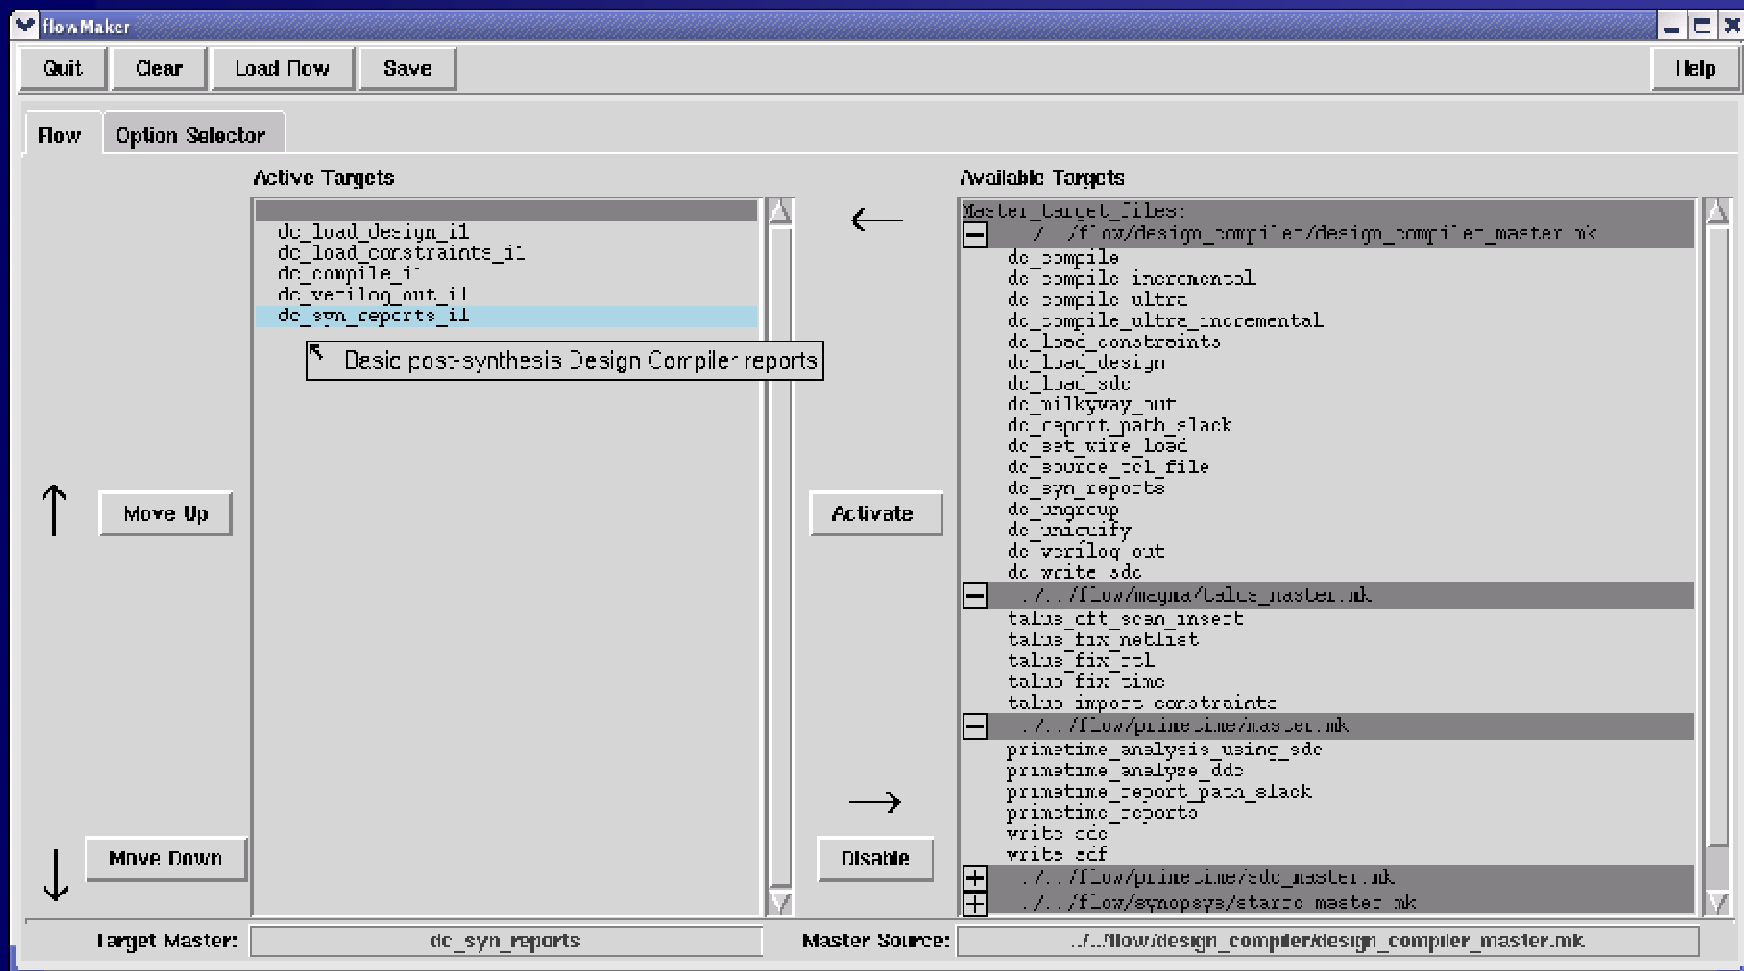 flowMaker
Quit Clear Load Flow Save Help
Flow Option Selector
Active Targets
dc_load_design_i1
dc_load_constraints_i1
dc_compile_i1
dc_verilog_out_i1
dc_syn_reports_i1
Basic post-synthesis Design Compiler reports
Move Up
Move Down
Activate
Disable
Available Targets
Master_target_files:
../../flow/design_compiler/design_compiler_master.mk
dc_compile
dc_compile_incremental
dc_compile_ultra
dc_compile_ultra_incremental
dc_load_constraints
dc_load_design
dc_load_sdc
dc_milkyway_out
dc_report_path_slack
dc_set_wire_load
dc_source_tcl_file
dc_syn_reports
dc_ungroup
dc_uniquify
dc_verilog_out
dc_write_sdc
../../flow/magma/talus_master.mk
talus_dft_scan_insert
talus_fix_netlist
talus_fix_rtl
talus_fix_time
talus_import_constraints
../../flow/primetime/master.mk
primetime_analysis_using_sdc
primetime_analyze_ddc
primetime_report_path_slack
primetime_reports
write_sdc
write_sdf
../../flow/primetime/sdc_master.mk
../../flow/synopsys/starrc_master.mk
Target Master: dc_syn_reports
Master Source: ../../flow/design_compiler/design_compiler_master.mk